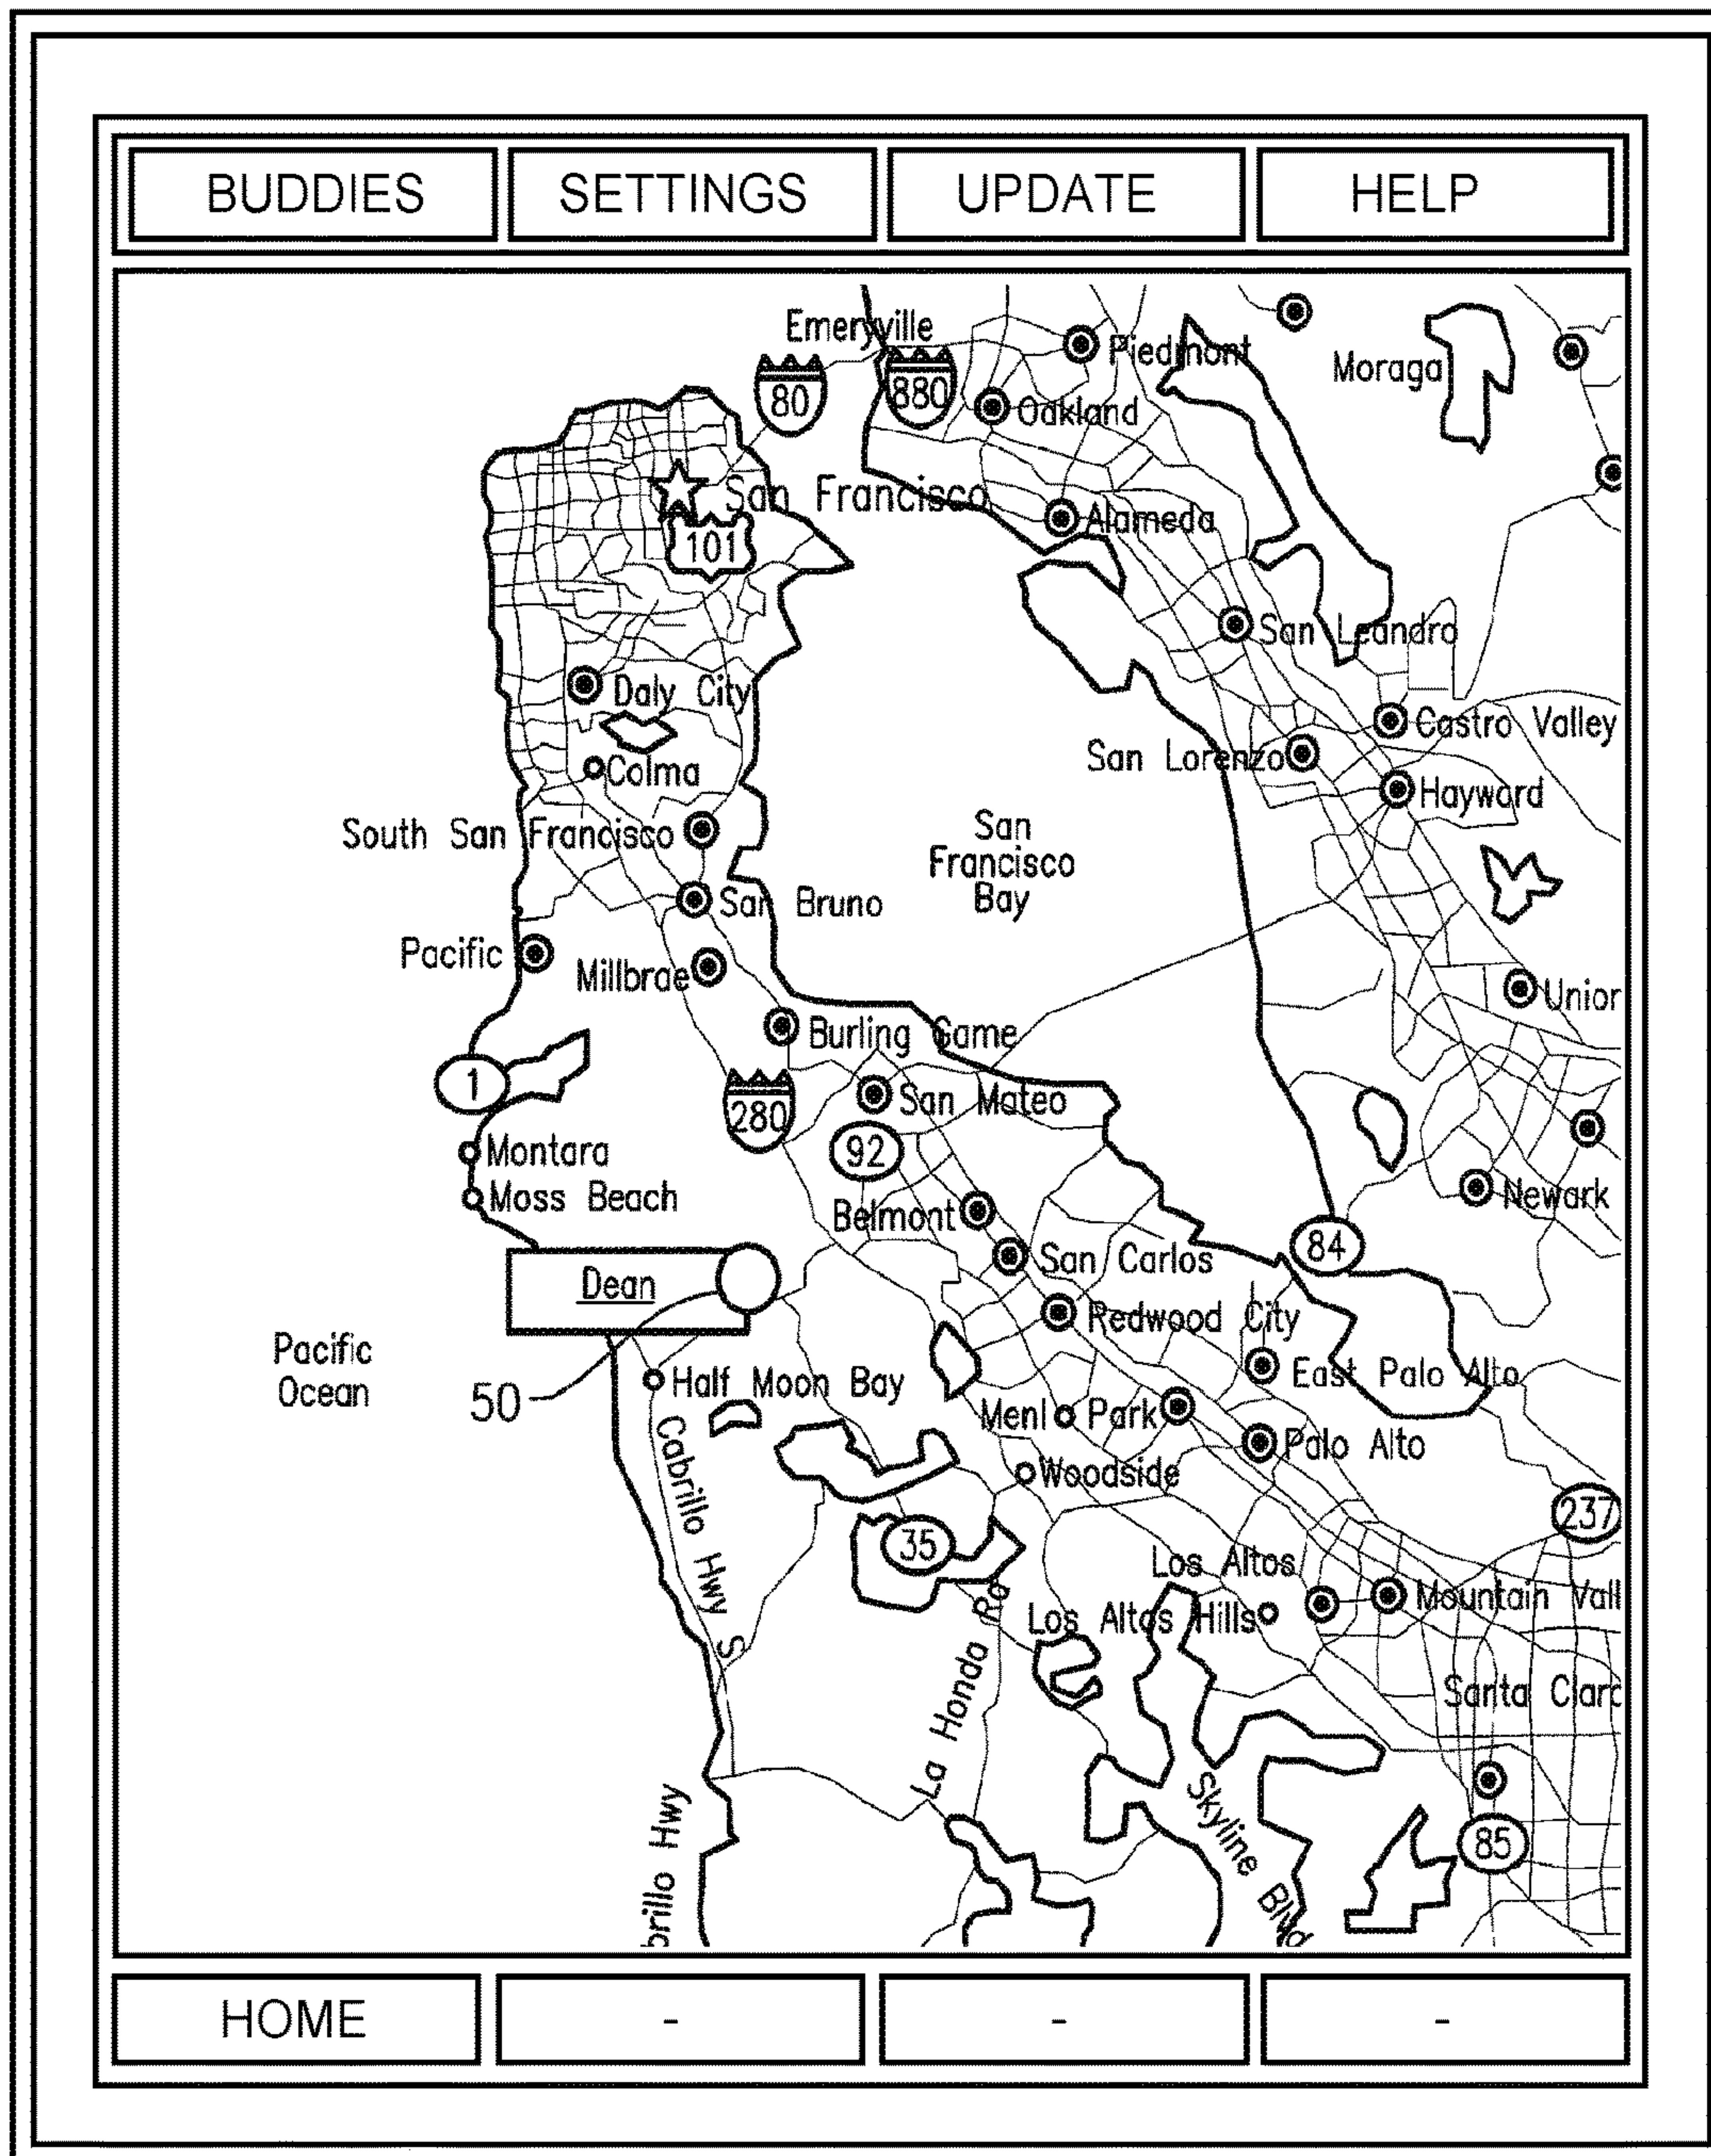 BUDDIES
SETTINGS
UPDATE
HELP
Emeryville
Piedmont
Moraga
80
880
Oakland
San Francisco
101
Alameda
San Leandro
Daly City
Castro Valley
San Lorenzo
Colma
Hayward
South San Francisco
San
Francisco
Bay
San Bruno
Pacific
Millbrae
Unior
Burling Game
1
280
San Mateo
92
Montara
Moss Beach
Newark
Belmont
84
San Carlos
Dean
Redwood City
Pacific
Ocean
50
Half Moon Bay
East Palo Alto
Menl Park
Palo Alto
Woodside
Cabrillo Hwy S
237
35
Los Altos
Mountain Vall
Los Altos Hills
La Honda Rd
Santa Clarc
Skyline Blvd
85
brillo Hwy
HOME
-
-
-